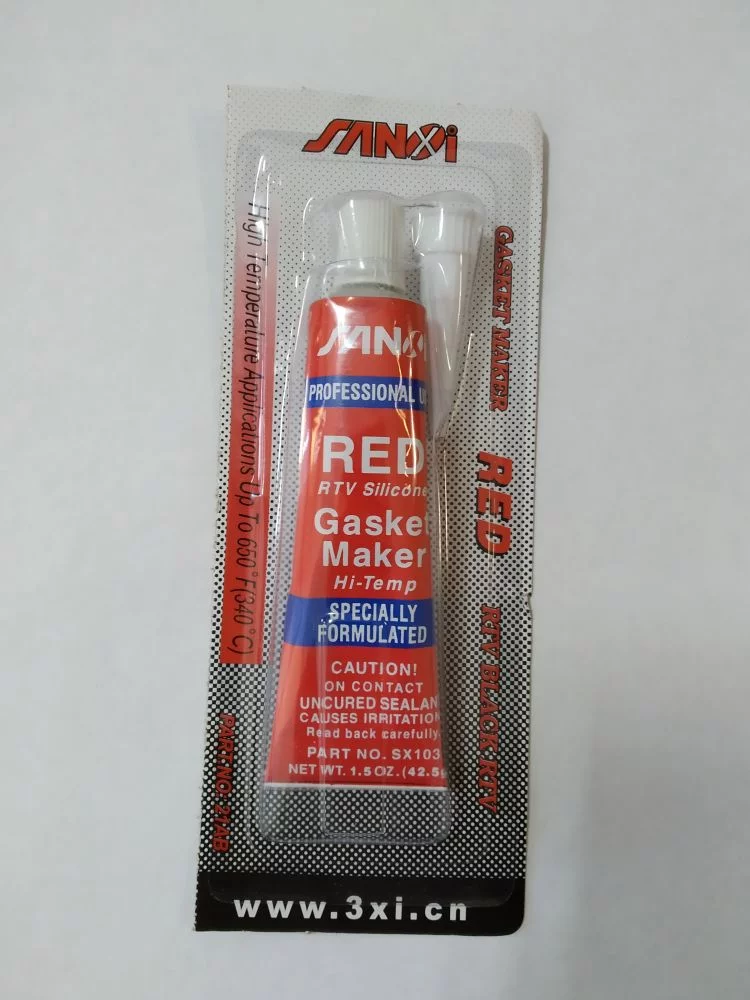 SANXi
High Temperature Applications Up To 650°F(340°C)
GASKET MAKER RED RTV BLACK RTV
SANXi
PROFESSIONAL
RED
RTV Silicone
Gasket
Maker
Hi-Temp
SPECIALLY
FORMULATED
CAUTION!
ON CONTACT
UNCURED SEALAN
CAUSES IRRITATION
Read back carefully
PART NO. SX103
NET WT. 1.5 OZ. (42.5g
PART NO: 21AB
www.3xi.cn